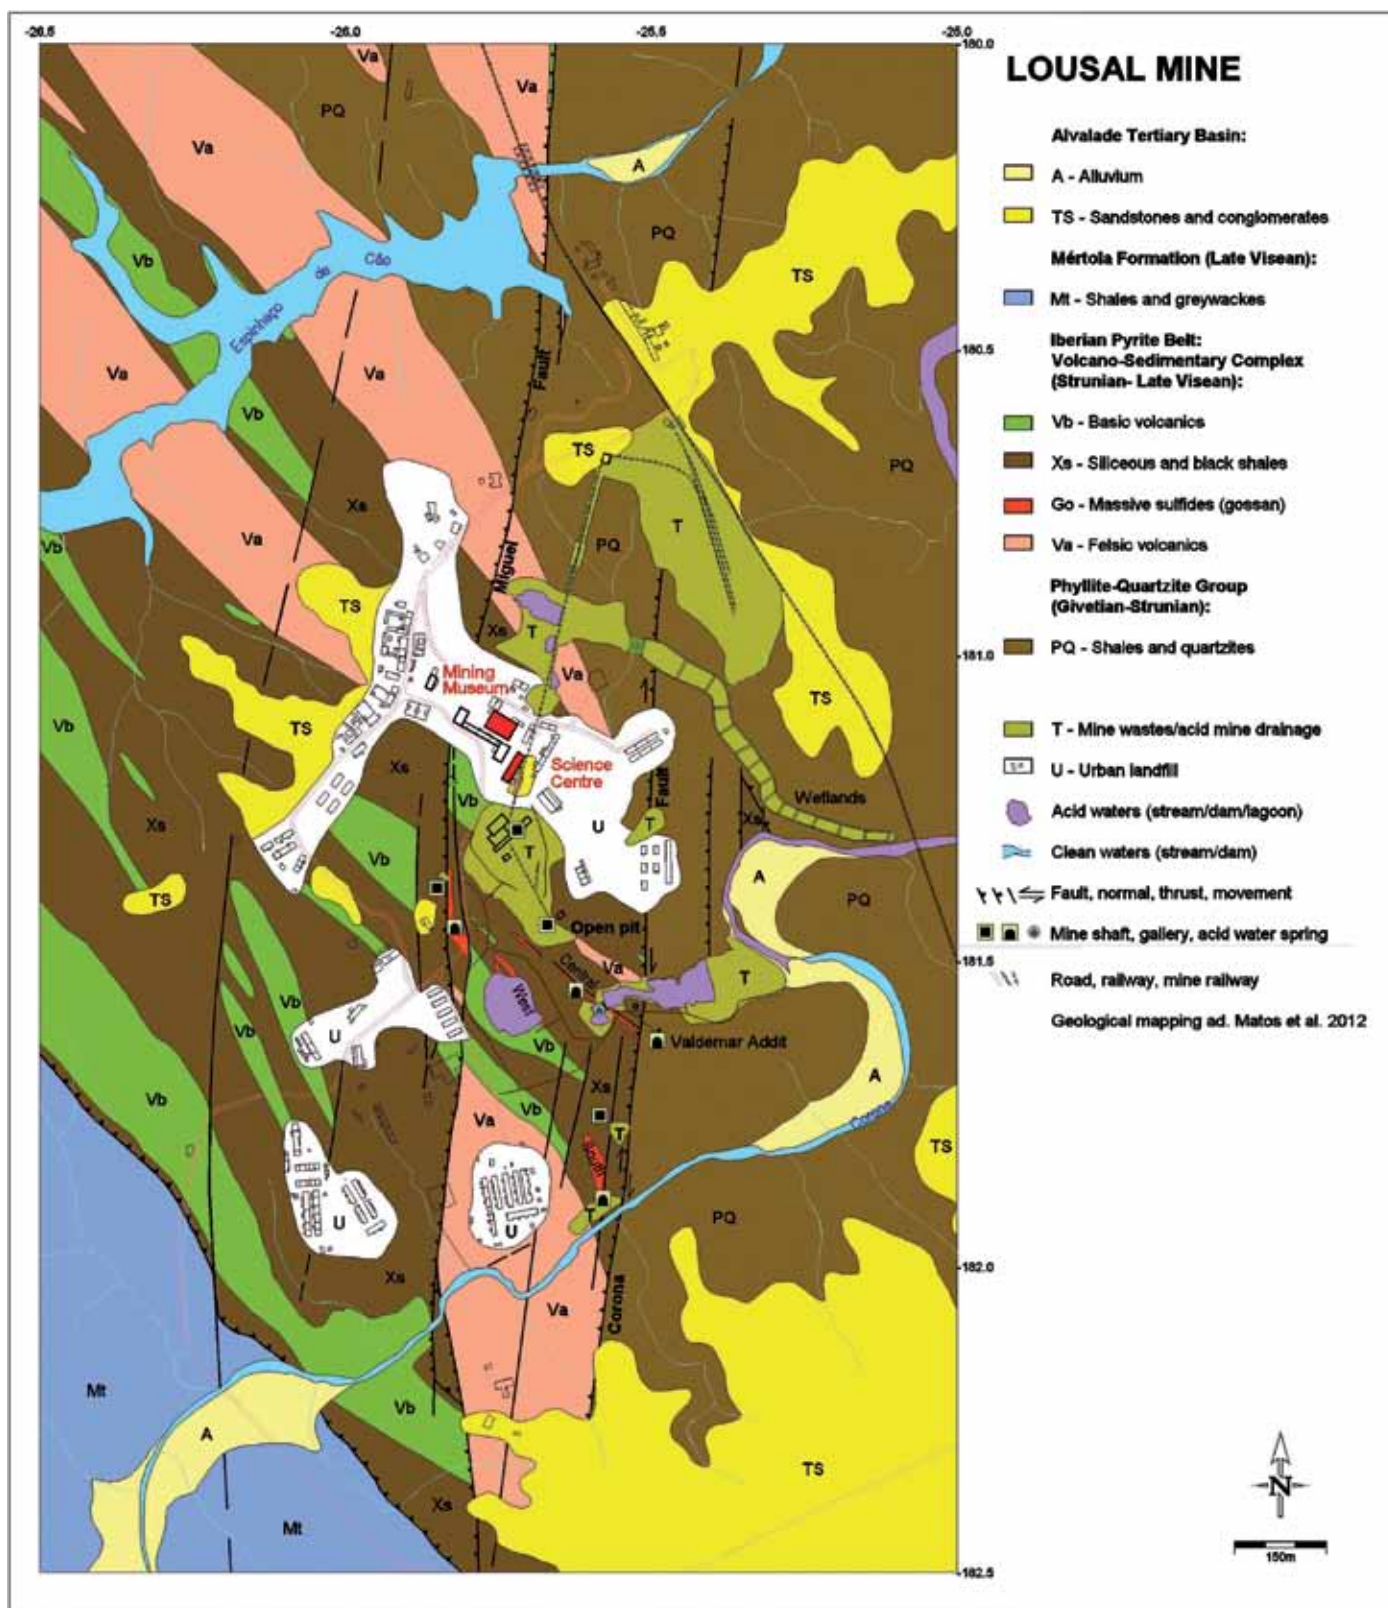 -26.5
-26.0
-25.5
-25.0
180.0
LOUSAL MINE
Alvalade Tertiary Basin:
A - Alluvium
TS - Sandstones and conglomerates
Mértola Formation (Late Visean):
Mt - Shales and greywackes
Iberian Pyrite Belt:
Volcano-Sedimentary Complex
(Strunian- Late Visean):
Vb - Basic volcanics
Xs - Siliceous and black shales
Go - Massive sulfides (gossan)
Va - Felsic volcanics
Phyllite-Quartzite Group
(Givetian-Strunian):
PQ - Shales and quartzites
T - Mine wastes/acid mine drainage
U - Urban landfill
Acid waters (stream/dam/lagoon)
Clean waters (stream/dam)
Fault, normal, thrust, movement
Mine shaft, gallery, acid water spring
Road, railway, mine railway
Geological mapping ad. Matos et al. 2012
N
150m
Va
Va
PQ
Va
A
PQ
TS
Vb
Espinhaço de Cão
-180.5
Va
Va
Fault
Vb
TS
PQ
Xs
T
Vb
Va
PQ
Miguel
TS
Xs
T
-181.0
Mining
Museum
Va
TS
Vb
TS
Xs
Science
Centre
Vb
Fault
Wetlands
Xs
Xs
U
T
T
Vb
A
TS
PQ
Open pit
Central
Va
T
-181.5
West
Vb
Vb
U
Vb
Valdemar Addit
Xs
A
Vb
Va
Vb
T
Corona
TS
South
U
U
T
PQ
Xs
-182.0
Va
Corona
Mt
Vb
A
TS
Xs
Mt
-182.5